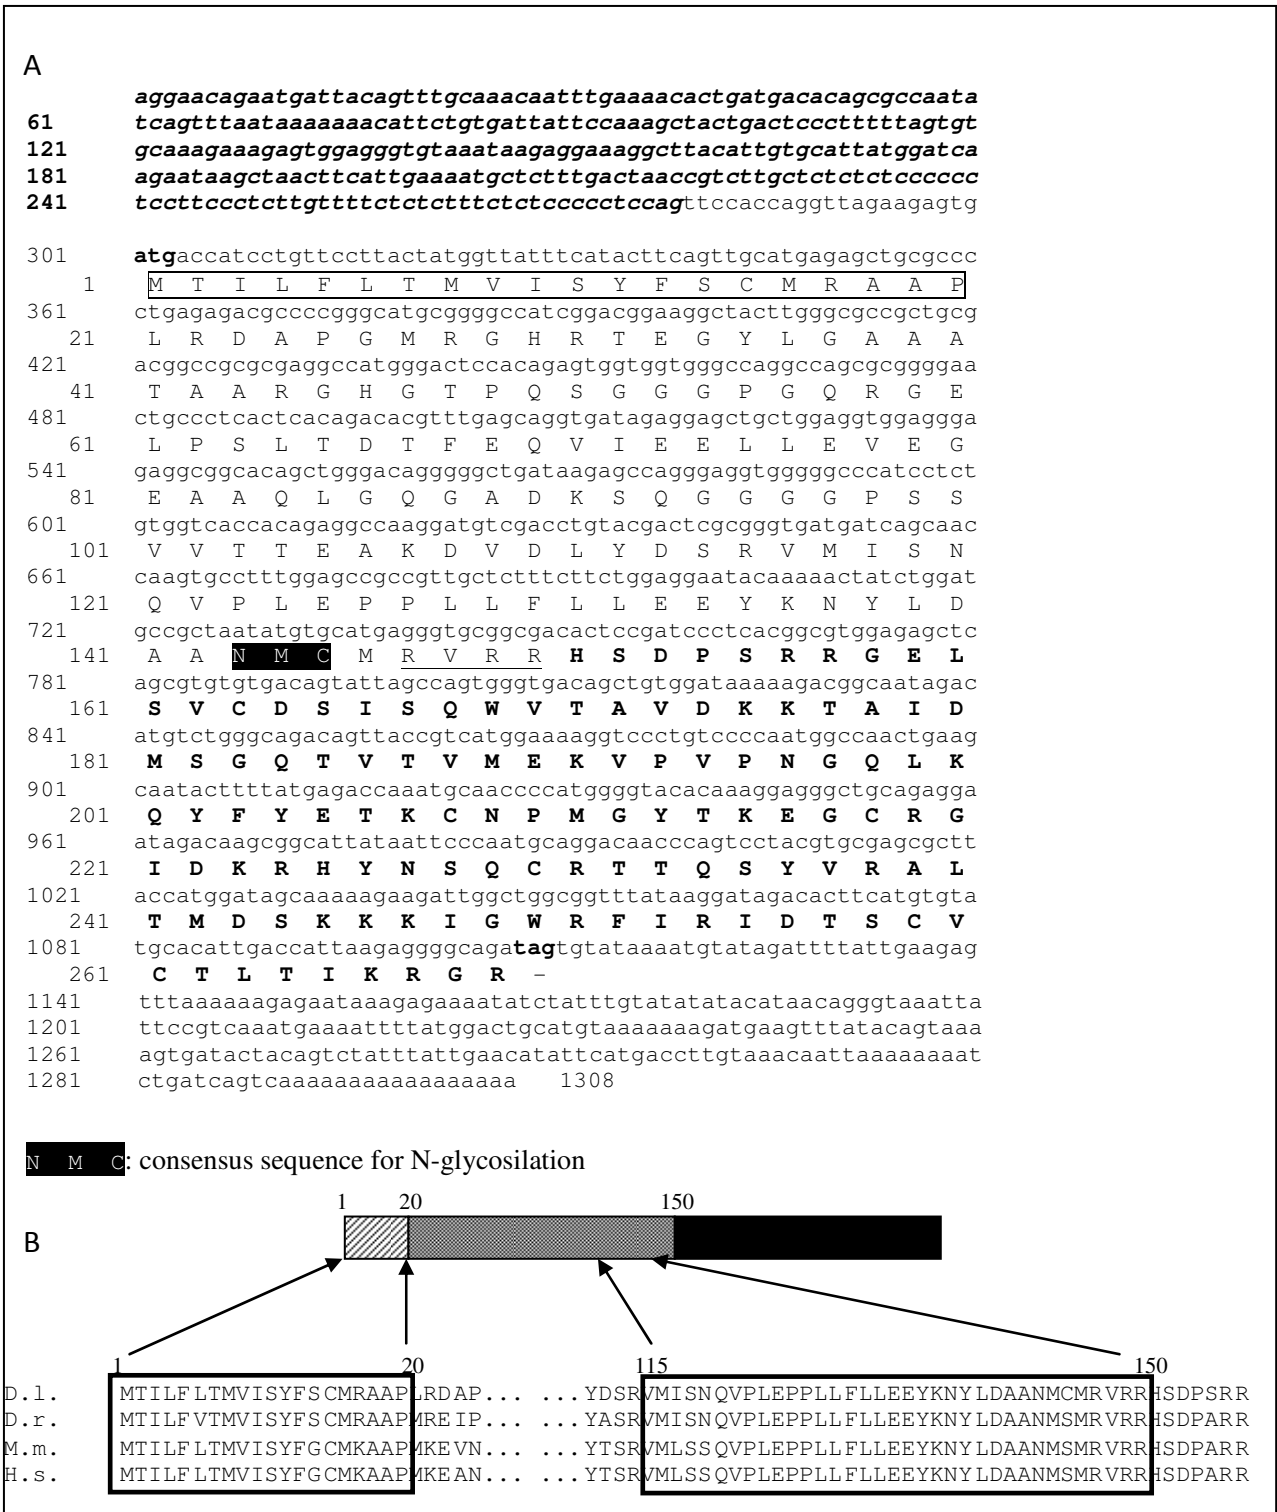 A
aggaacagaatgattacagtttgcaaacaatttgaaaacactgatgacacagcgccaata
61 tcagtttaataaaaaaacattctgtgattattccaaagctactgactccctttttagtgt
121 gcaaagaaagagtggagggtgtaaataagaggaaaggcttacattgtgcattatggatca
181 agaataagctaacttcattgaaaatgctctttgactaaccgtcttgctctctctcccccc
241 tccttccctcttgttttctctctttctctcccccctccagttccaccaggttagaagagtg
301 atgaccatcctgttccttactatggttatttcatacttcagttgcatgagagctgcgccc
1 M T I L F L T M V I S Y F S C M R A A P
361 ctgagagacgccccgggcatgcggggccatcggacggaaggctacttgggcgccgctgcg
21 L R D A P G M R G H R T E G Y L G A A A
421 acggccgcgcgaggccatgggactccacagagtggtggtgggccaggccagcgcggggaa
41 T A A R G H G T P Q S G G G P G Q R G E
481 ctgccctcactcacagacacgtttgagcaggtgatagaggagctgctggaggtggaggga
61 L P S L T D T F E Q V I E E L L E V E G
541 gaggcggcacagctgggacagggggctgataagagccagggaggtgggggcccatcctct
81 E A A Q L G Q G A D K S Q G G G G P S S
601 gtggtcaccacagaggccaaggatgtcgacctgtacgactcgcgggtgatgatcagcaac
101 V V T T E A K D V D L Y D S R V M I S N
661 caagtgcctttggagccgccgttgctctttcttctggaggaatacaaaaactatctggat
121 Q V P L E P P L L F L L E E Y K N Y L D
721 gccgctaatatgtgcatgagggtgcggcgacactccgatccctcacggcgtggagagctc
141 A A N M C M R V R R H S D P S R R G E L
781 agcgtgtgtgacagtattagccagtgggtgacagctgtggataaaaagacggcaatagac
161 S V C D S I S Q W V T A V D K K T A I D
841 atgtctgggcagacagttaccgtcatggaaaaggtccctgtccccaatggccaactgaag
181 M S G Q T V T V M E K V P V P N G Q L K
901 caatacttttatgagaccaaatgcaaccccatggggtacacaaaggagggctgcagagga
201 Q Y F Y E T K C N P M G Y T K E G C R G
961 atagacaagcggcattataattcccaatgcaggacaacccagtcctacgtgcgagcgctt
221 I D K R H Y N S Q C R T T Q S Y V R A L
1021 accatggatagcaaaaagaagattggctggcggtttataaggatagacacttcatgtgta
241 T M D S K K K I G W R F I R I D T S C V
1081 tgcacattgaccattaagaggggcagatagtgtataaaatgtatagattttattgaagag
261 C T L T I K R G R –
1141 tttaaaaaagagaataaagagaaaatatctatttgtatatatacataacagggtaaatta
1201 ttccgtcaaatgaaaattttatggactgcatgtaaaaaaagatgaagtttatacagtaaa
1261 agtgatactacagtctatttattgaacatattcatgaccttgtaaacaattaaaaaaaat
1281 ctgatcagtcaaaaaaaaaaaaaaaaa 1308
N M C: consensus sequence for N-glycosilation
1 20 150
B
1 20 115 150
D.l. MTILFLTMVISYFSCMRAAPLRDAP... ...YDSRVMISNQVPLEPPLLFLLEEYKNYLDAANMCMRVRRHSDPSRR
D.r. MTILFVTMVISYFSCMRAAPMREIP... ...YASRVMISNQVPLEPPLLFLLEEYKNYLDAANMSMRVRRHSDPARR
M.m. MTILFLTMVISYFGCMKAAPMKEVN... ...YTSRVMLSSQVPLEPPLLFLLEEYKNYLDAANMSMRVRRHSDPARR
H.s. MTILFLTMVISYFGCMKAAPMKEAN... ...YTSRVMLSSQVPLEPPLLFLLEEYKNYLDAANMSMRVRRHSDPARR